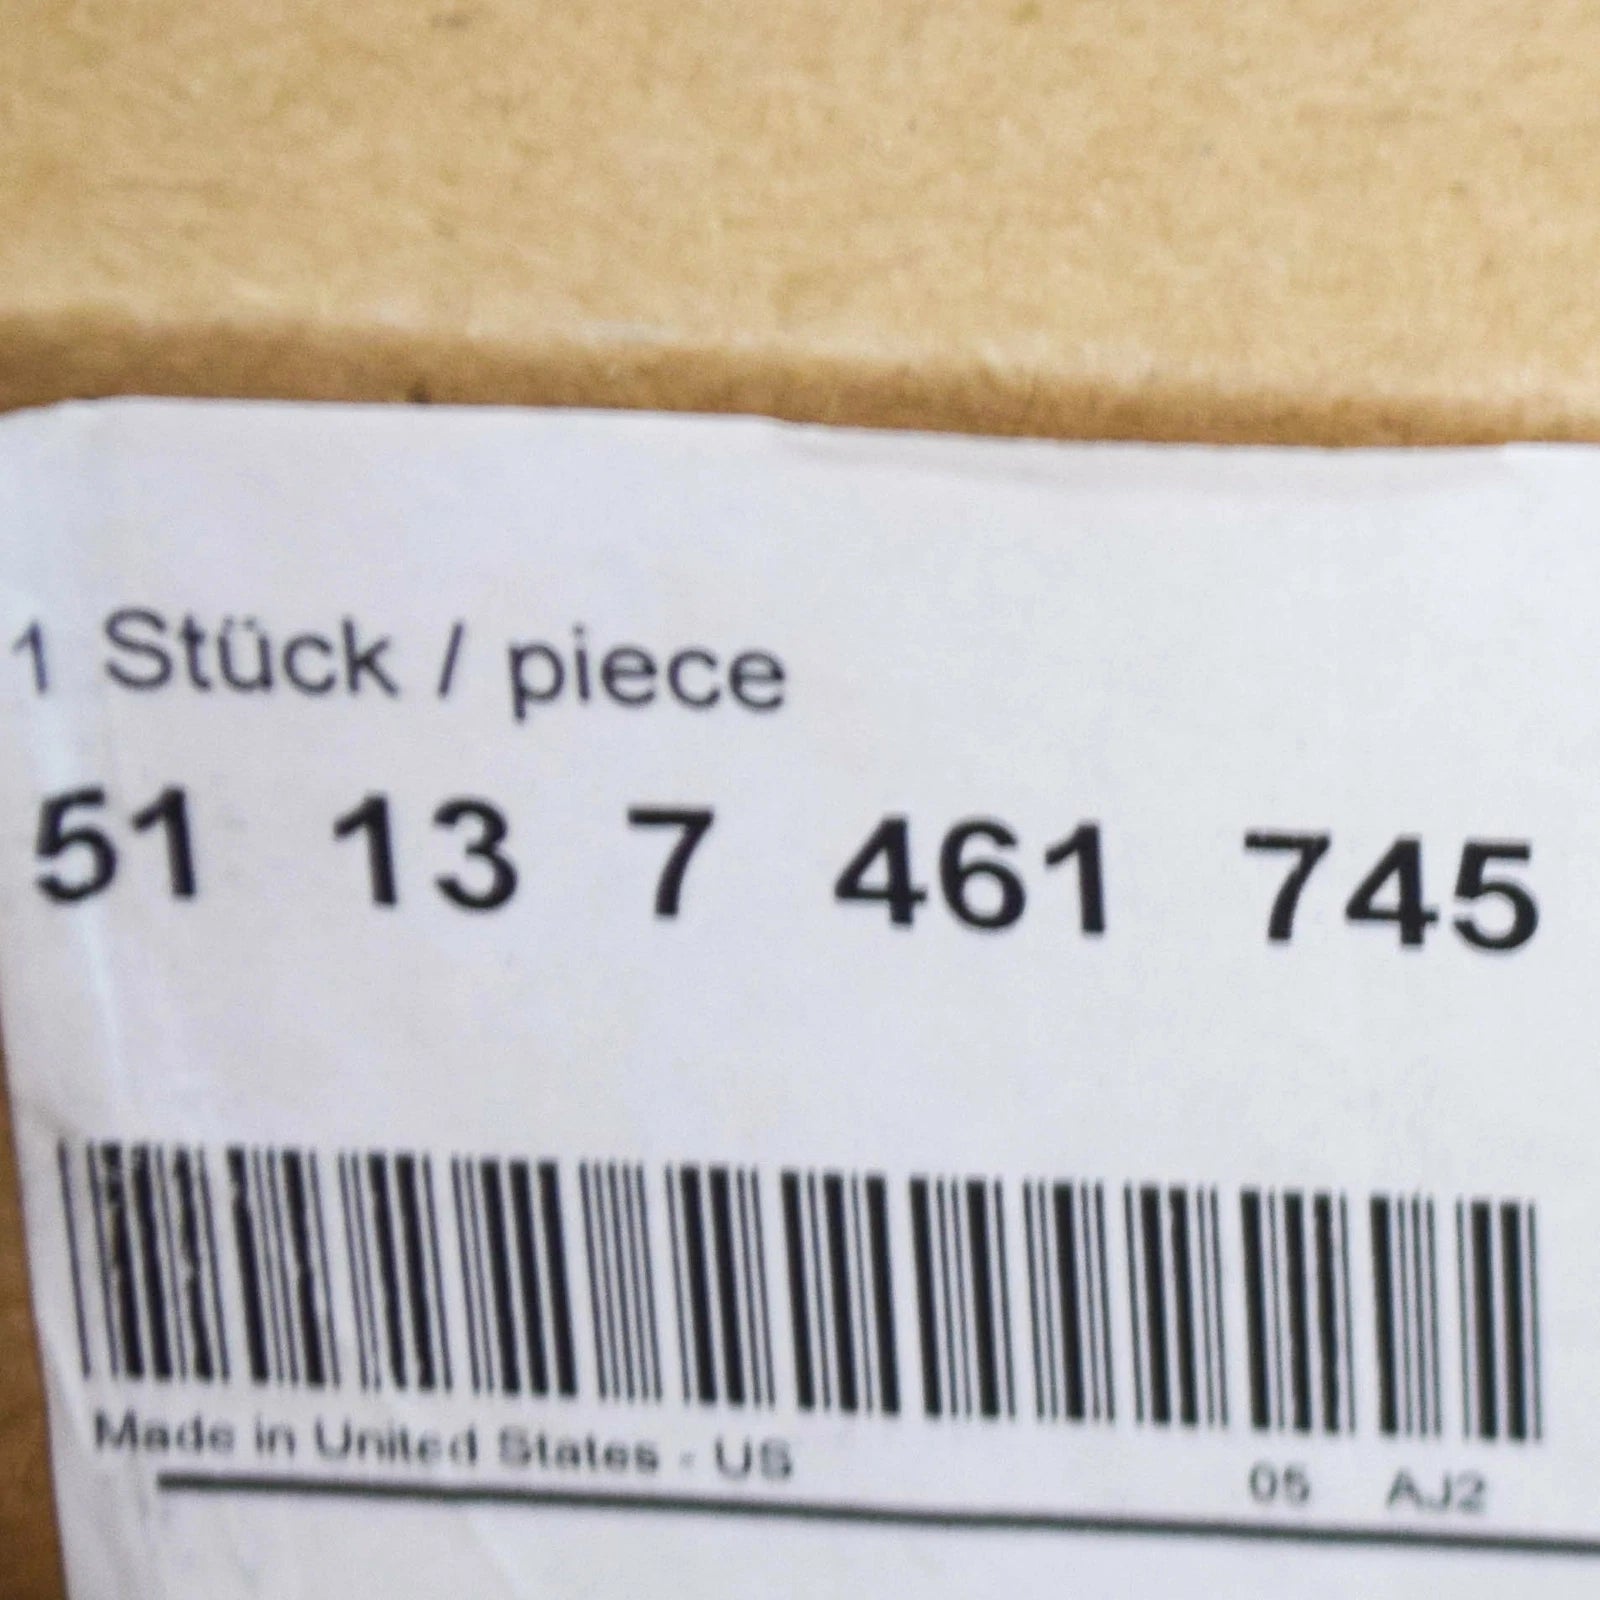 1 Stück / piece
51 13 7 461 745
Made in United States - US
05 AJ2